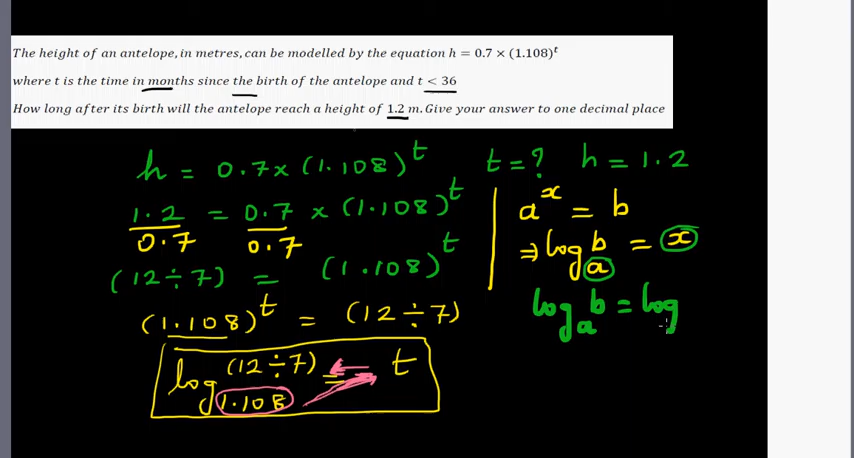 The height of an antelope, in metres, can be modelled by the equation h = 0.7 × (1.108)^t
where t is the time in months since the birth of the antelope and t < 36
How long after its birth will the antelope reach a height of 1.2 m. Give your answer to one decimal place
h = 0.7 x (1.108)^t
t = ? h = 1.2
1.2/0.7 = 0.7/0.7 x (1.108)^t
(12 ÷ 7) = (1.108)^t
(1.108)^t = (12 ÷ 7)
log_1.108 (12 ÷ 7) = t
a^x = b
⇒ log_a b = x
log_a b = log